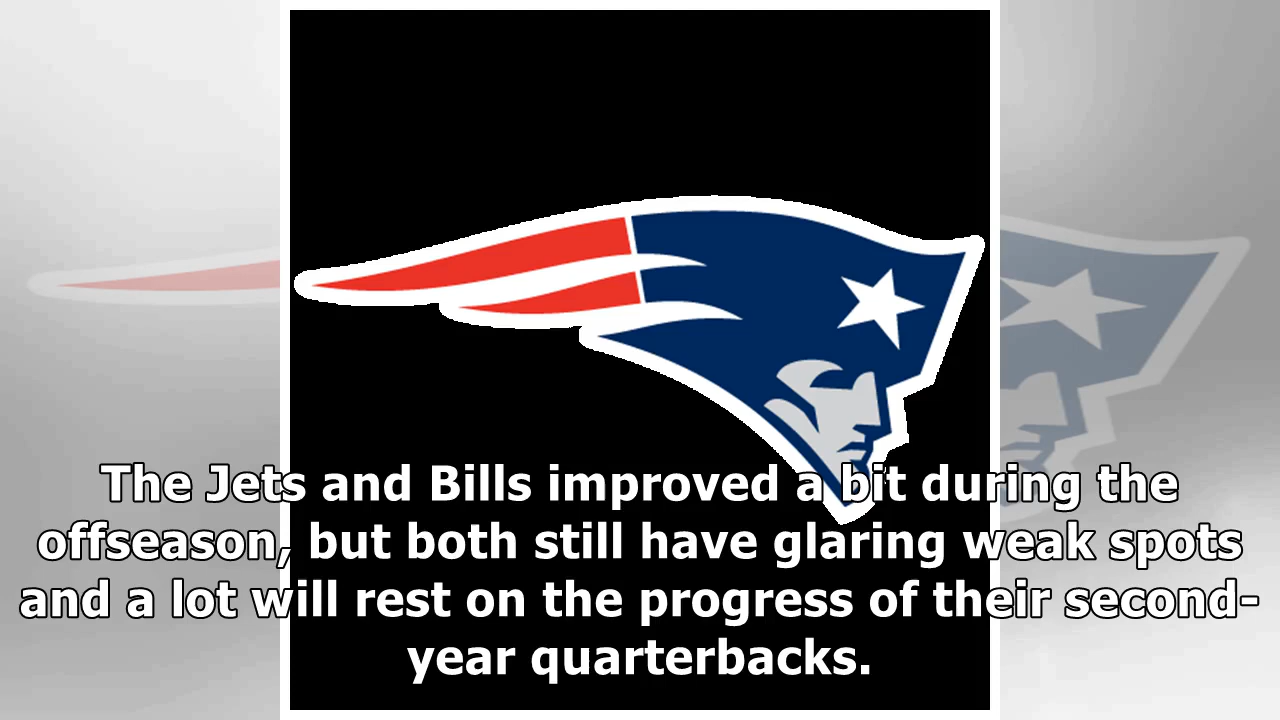 The Jets and Bills improved a bit during the
offseason, but both still have glaring weak spots
and a lot will rest on the progress of their second-
year quarterbacks.